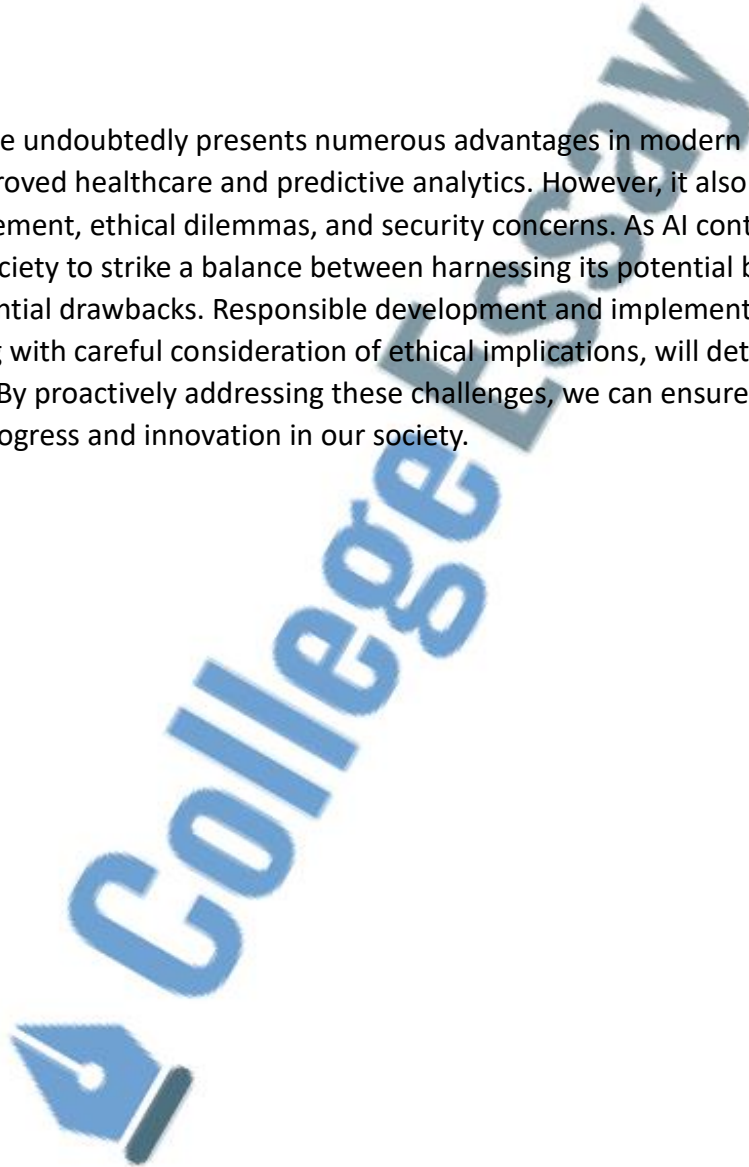 e undoubtedly presents numerous advantages in modern
roved healthcare and predictive analytics. However, it also
ement, ethical dilemmas, and security concerns. As AI cont
ciety to strike a balance between harnessing its potential b
ntial drawbacks. Responsible development and implement
g with careful consideration of ethical implications, will det
By proactively addressing these challenges, we can ensure
ogress and innovation in our society.
College Essay